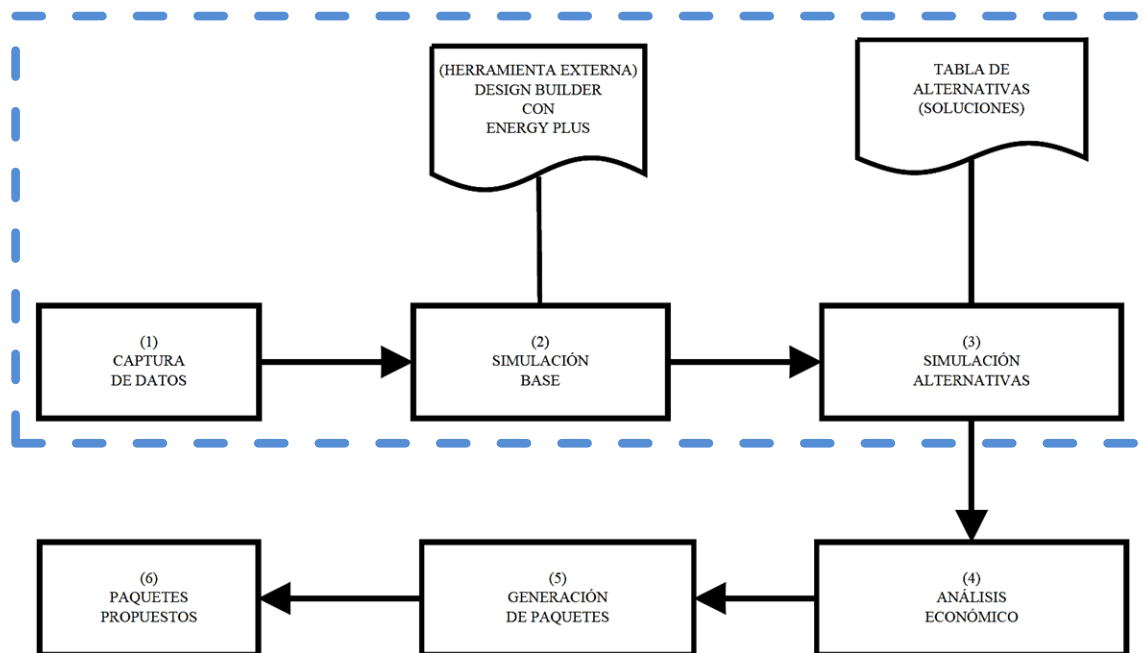 (HERRAMIENTA EXTERNA)
DESIGN BUILDER
CON
ENERGY PLUS
TABLA DE
ALTERNATIVAS
(SOLUCIONES)
(1)
CAPTURA
DE DATOS
(2)
SIMULACIÓN
BASE
(3)
SIMULACIÓN
ALTERNATIVAS
(4)
ANÁLISIS
ECONÓMICO
(5)
GENERACIÓN
DE PAQUETES
(6)
PAQUETES
PROPUESTOS